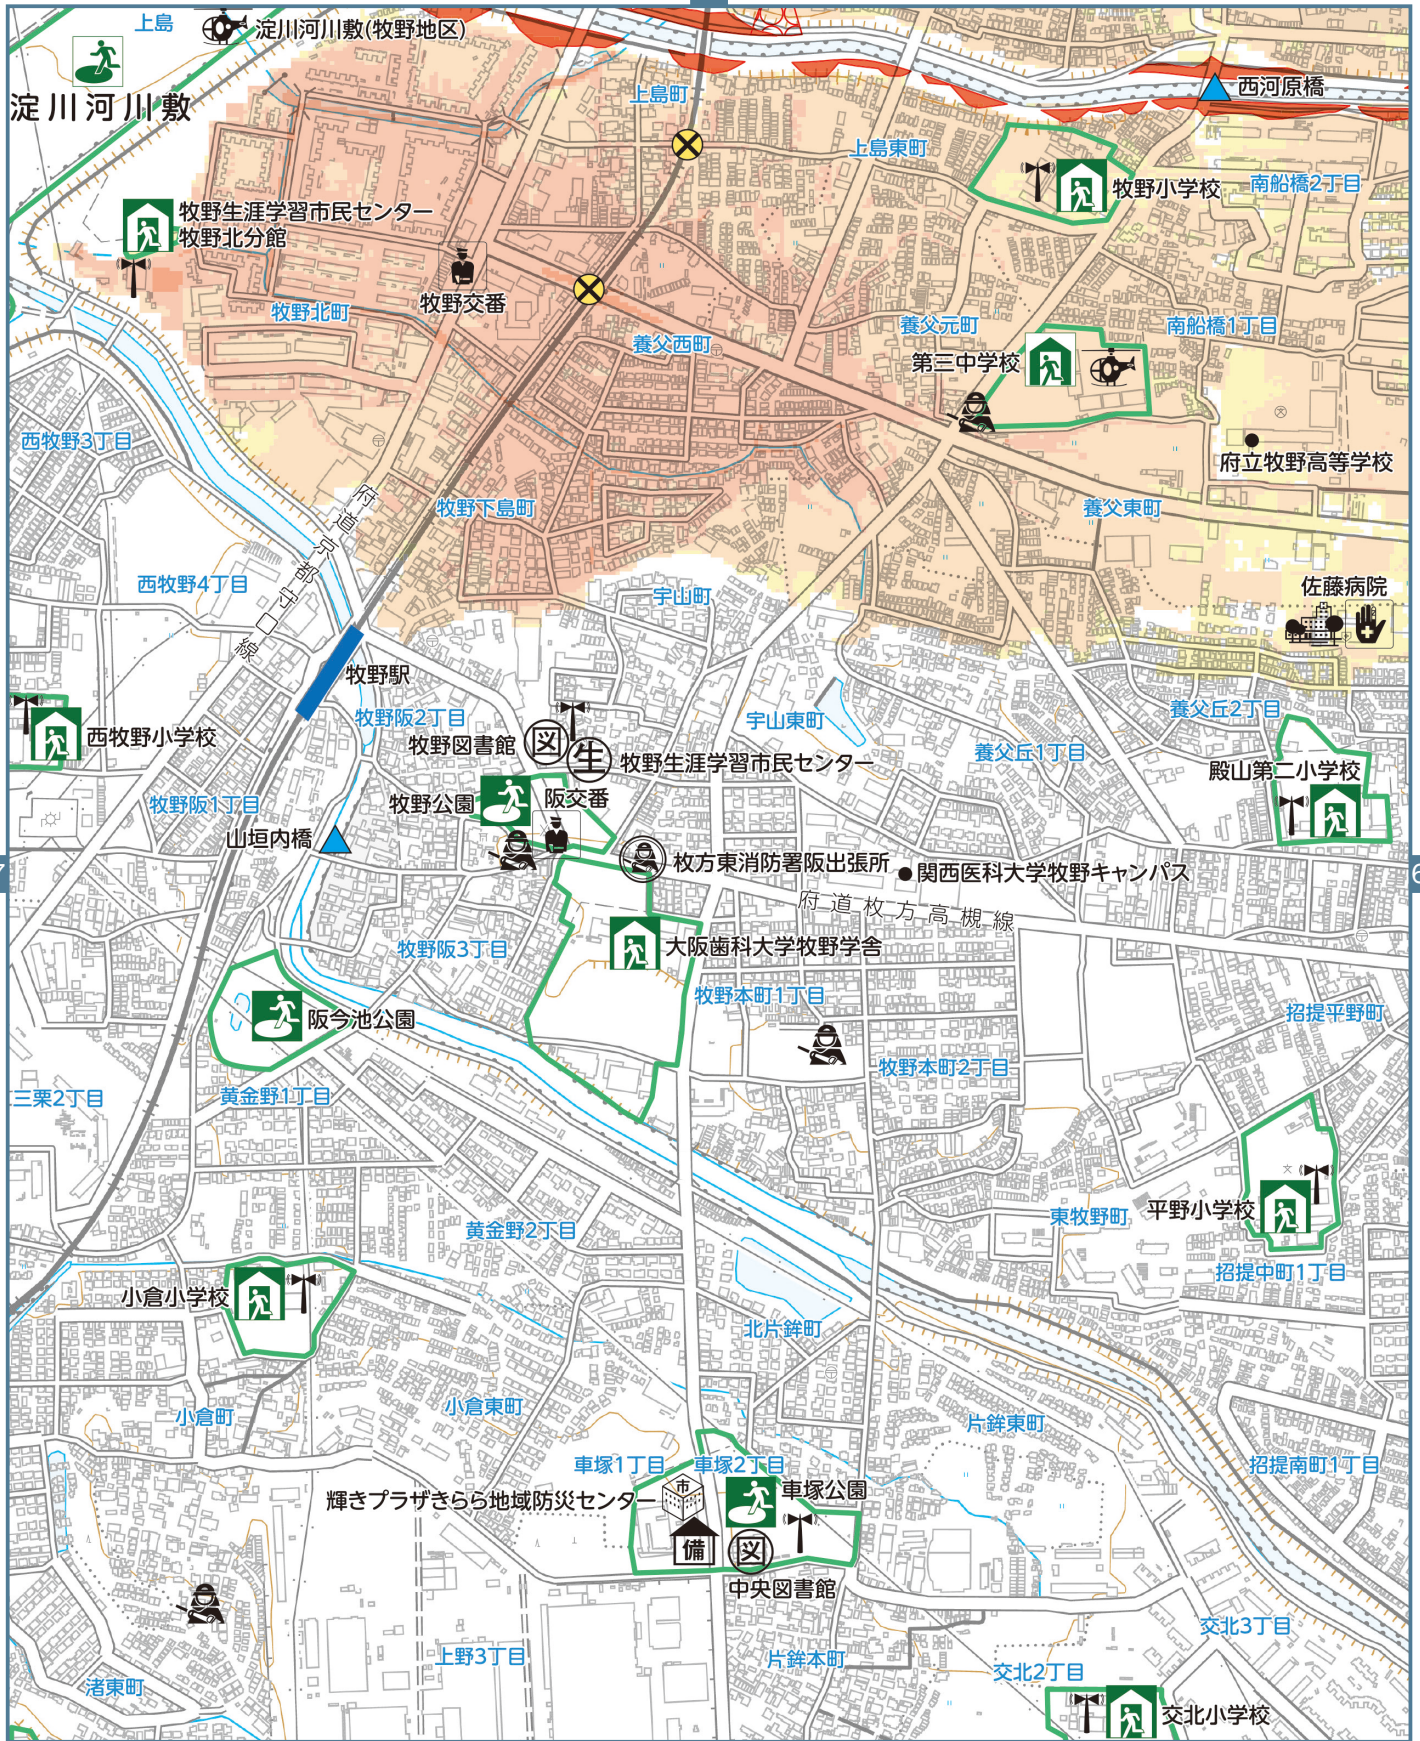 上島
淀川河川敷(牧野地区)
淀川河川敷
上島町
西河原橋
上島東町
牧野小学校
南船橋2丁目
牧野生涯学習市民センター
牧野北分館
牧野交番
牧野北町
養父西町
養父元町
南船橋1丁目
第三中学校
西牧野3丁目
府立牧野高等学校
牧野下島町
養父東町
府道京都守口線
西牧野4丁目
宇山町
佐藤病院
牧野駅
牧野阪2丁目
宇山東町
養父丘2丁目
西牧野小学校
牧野図書館
図
生
牧野生涯学習市民センター
養父丘1丁目
殿山第二小学校
牧野阪1丁目
牧野公園
阪交番
山垣内橋
枚方東消防署阪出張所
関西医科大学牧野キャンパス
7
6
府道枚方高槻線
牧野阪3丁目
大阪歯科大学牧野学舎
牧野本町1丁目
阪今池公園
招提平野町
牧野本町2丁目
三栗2丁目
黄金野1丁目
東牧野町
平野小学校
黄金野2丁目
招提中町1丁目
小倉小学校
北片鉾町
小倉町
小倉東町
片鉾東町
車塚1丁目
車塚2丁目
招提南町1丁目
輝きプラザきらら地域防災センター
市
車塚公園
備
図
中央図書館
交北3丁目
上野3丁目
片鉾本町
交北2丁目
渚東町
交北小学校